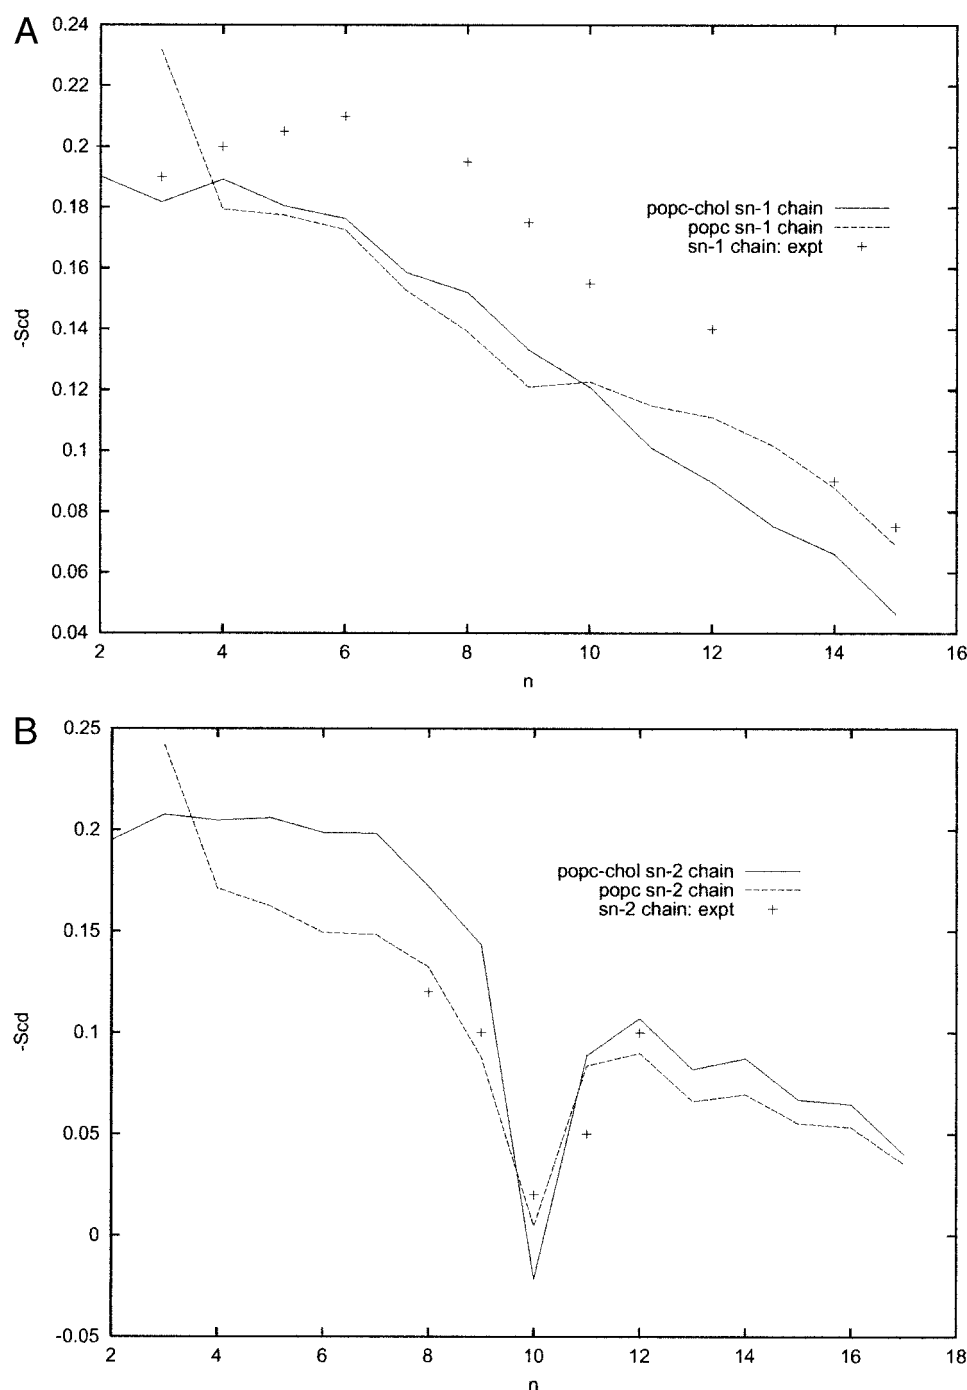 A
0.24
0.22
0.2
0.18
0.16
0.14
0.12
0.1
0.08
0.06
0.04
-Scd
popc-chol sn-1 chain
popc sn-1 chain
sn-1 chain: expt
2 4 6 8 10 12 14 16
n
B
0.25
0.2
0.15
0.1
0.05
0
-0.05
-Scd
popc-chol sn-2 chain
popc sn-2 chain
sn-2 chain: expt
2 4 6 8 10 12 14 16 18
n